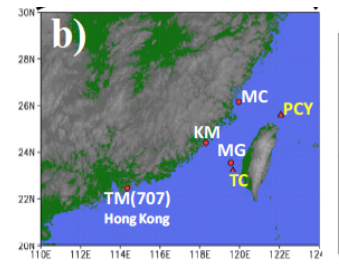 30N
b)
28N
26N
MC
PCY
KM
24N
MG
TC
22N
TM(707)
Hong Kong
20N
110E 112E 114E 116E 118E 120E 122E 124